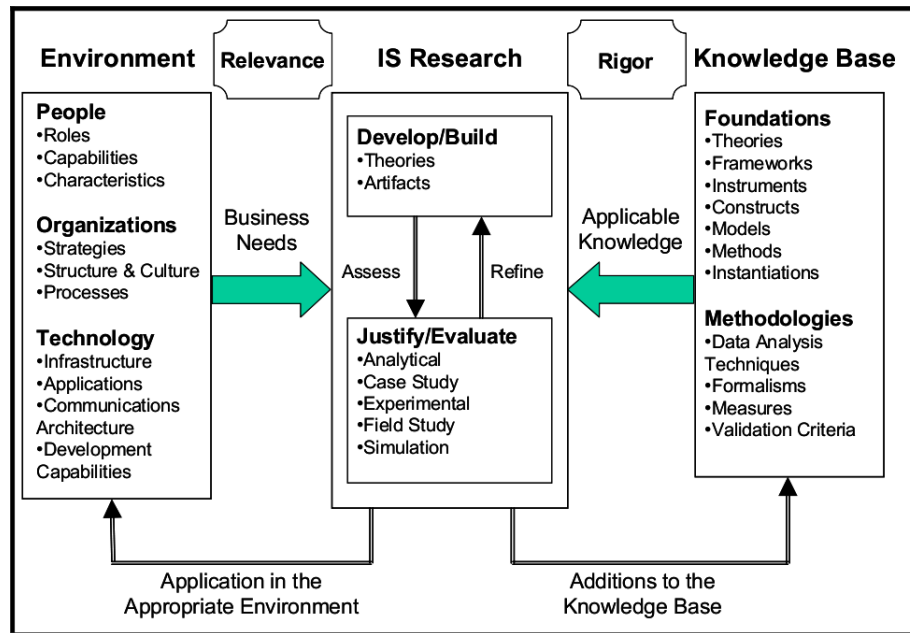 Environment
Relevance
IS Research
Rigor
Knowledge Base
People
•Roles
•Capabilities
•Characteristics
Organizations
•Strategies
•Structure & Culture
•Processes
Technology
•Infrastructure
•Applications
•Communications
Architecture
•Development
Capabilities
Business
Needs
Develop/Build
•Theories
•Artifacts
Assess
Refine
Justify/Evaluate
•Analytical
•Case Study
•Experimental
•Field Study
•Simulation
Applicable
Knowledge
Foundations
•Theories
•Frameworks
•Instruments
•Constructs
•Models
•Methods
•Instantiations
Methodologies
•Data Analysis
Techniques
•Formalisms
•Measures
•Validation Criteria
Application in the
Appropriate Environment
Additions to the
Knowledge Base